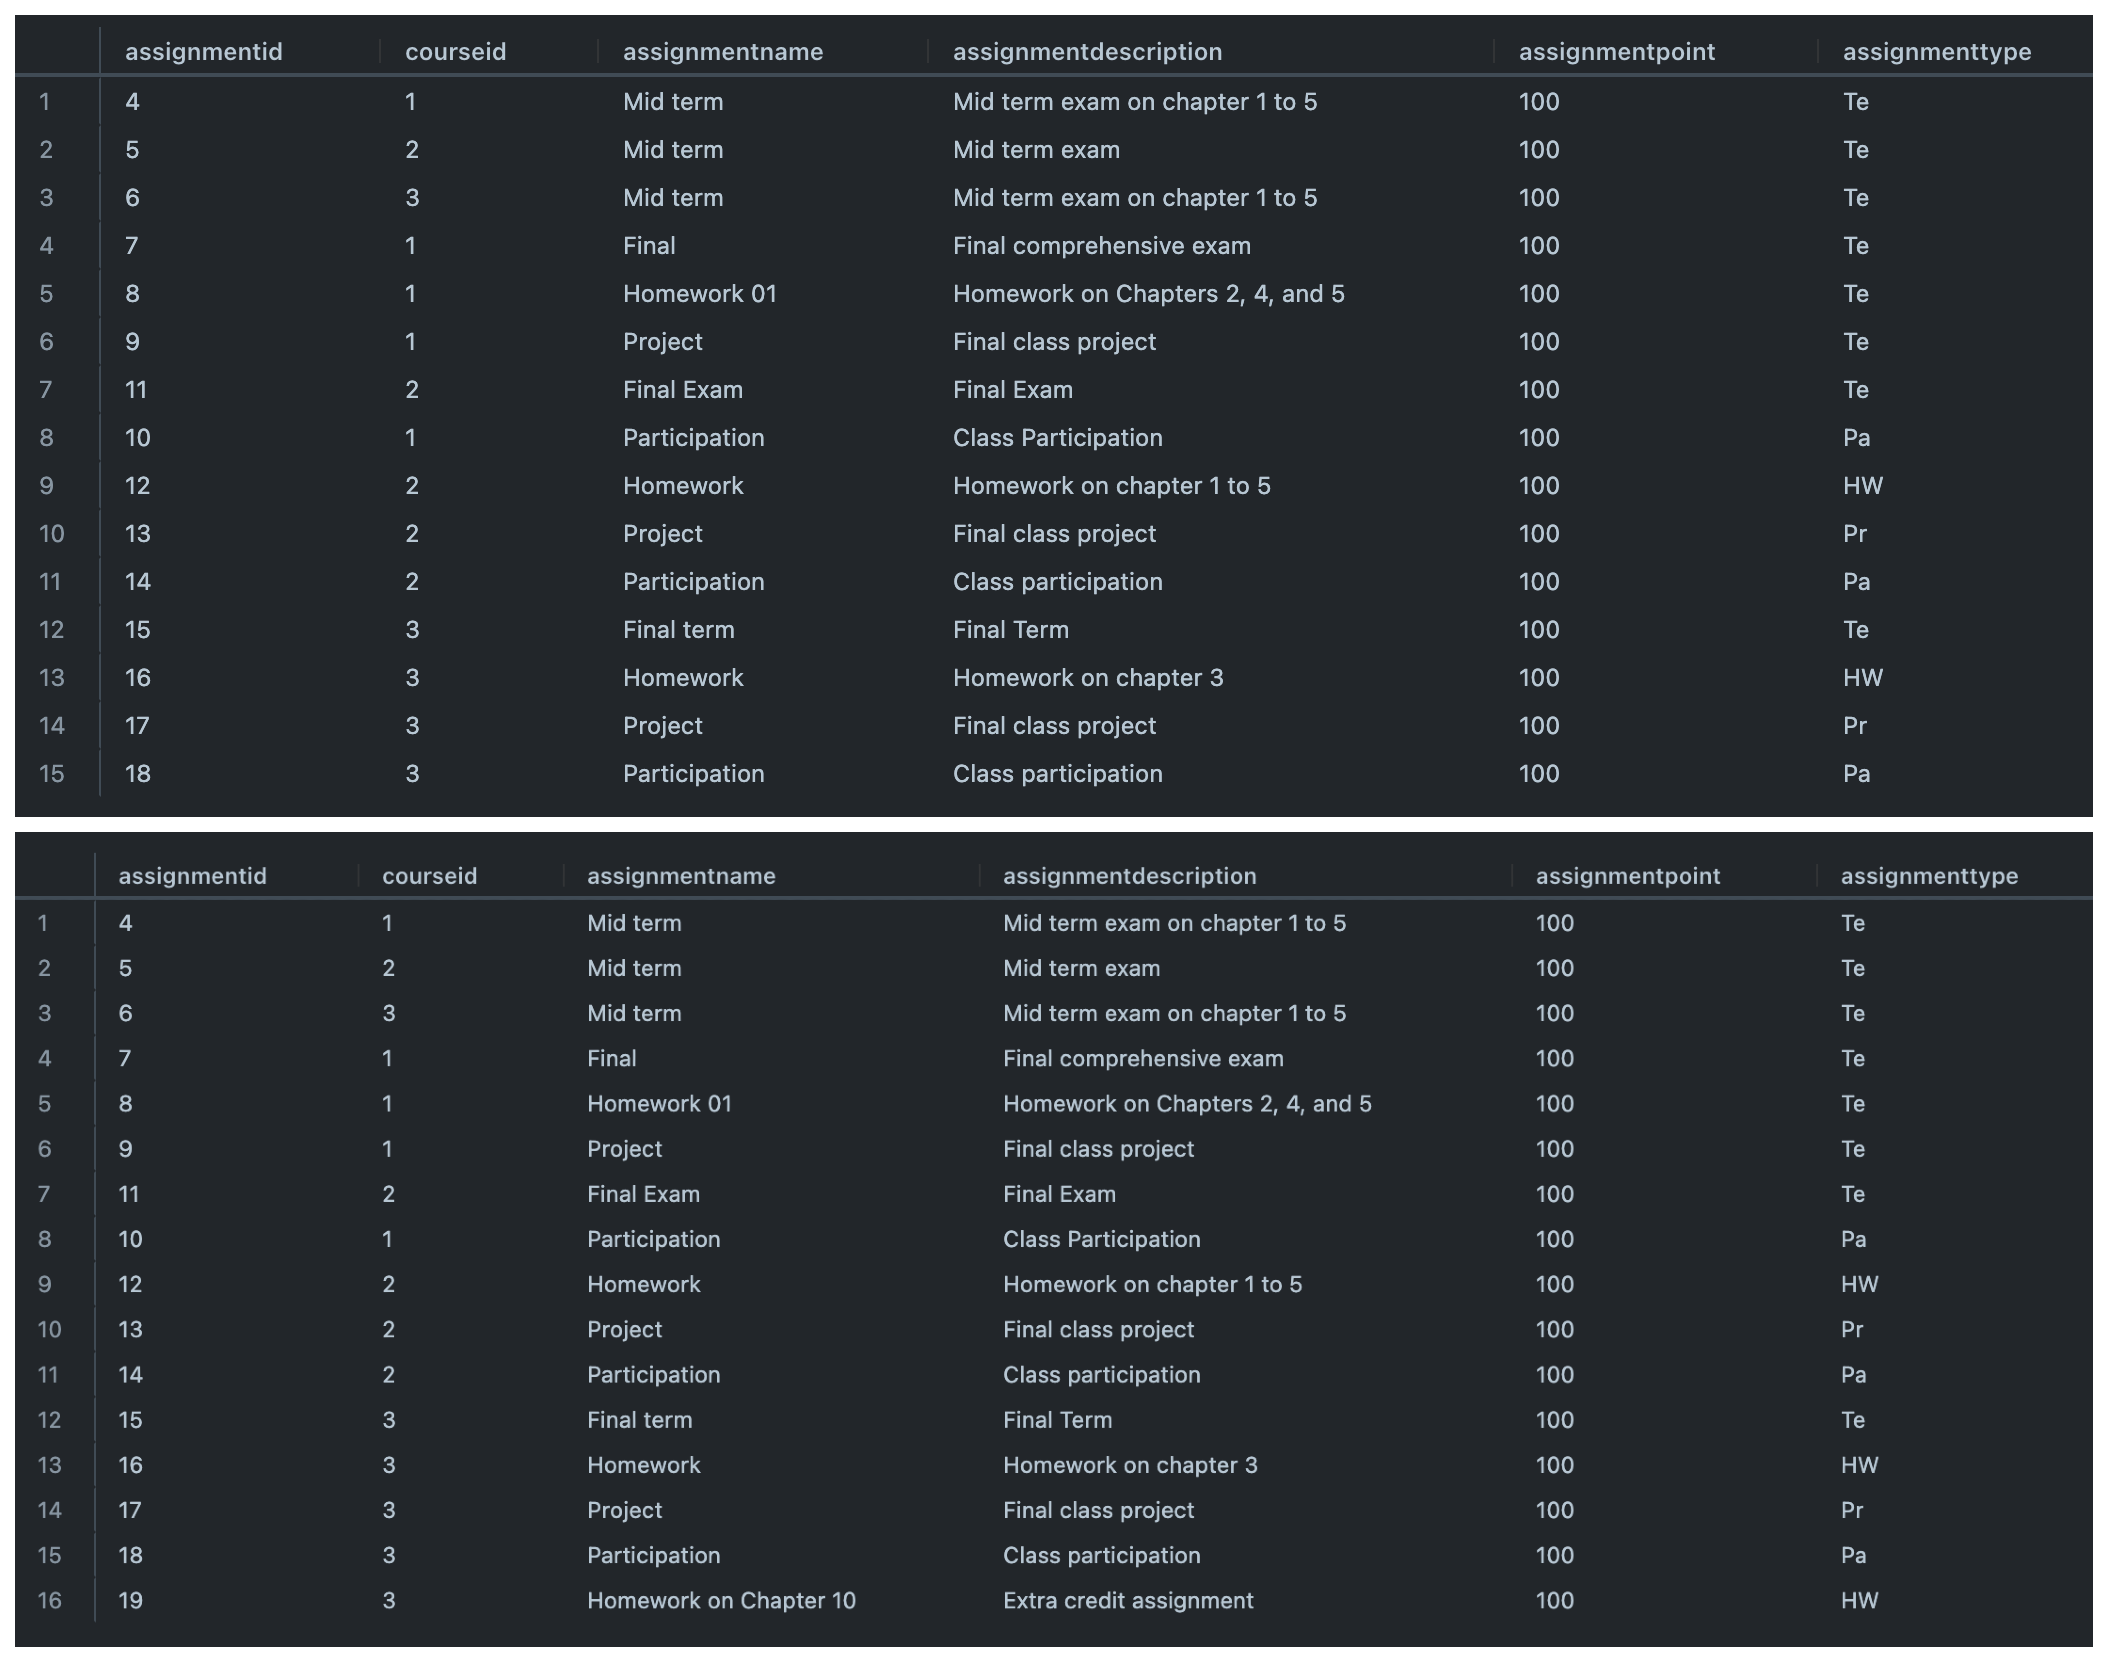 assignmentid courseid assignmentname assignmentdescription assignmentpoint assignmenttype
1 4 1 Mid term Mid term exam on chapter 1 to 5 100 Te
2 5 2 Mid term Mid term exam 100 Te
3 6 3 Mid term Mid term exam on chapter 1 to 5 100 Te
4 7 1 Final Final comprehensive exam 100 Te
5 8 1 Homework 01 Homework on Chapters 2, 4, and 5 100 Te
6 9 1 Project Final class project 100 Te
7 11 2 Final Exam Final Exam 100 Te
8 10 1 Participation Class Participation 100 Pa
9 12 2 Homework Homework on chapter 1 to 5 100 HW
10 13 2 Project Final class project 100 Pr
11 14 2 Participation Class participation 100 Pa
12 15 3 Final term Final Term 100 Te
13 16 3 Homework Homework on chapter 3 100 HW
14 17 3 Project Final class project 100 Pr
15 18 3 Participation Class participation 100 Pa
assignmentid courseid assignmentname assignmentdescription assignmentpoint assignmenttype
1 4 1 Mid term Mid term exam on chapter 1 to 5 100 Te
2 5 2 Mid term Mid term exam 100 Te
3 6 3 Mid term Mid term exam on chapter 1 to 5 100 Te
4 7 1 Final Final comprehensive exam 100 Te
5 8 1 Homework 01 Homework on Chapters 2, 4, and 5 100 Te
6 9 1 Project Final class project 100 Te
7 11 2 Final Exam Final Exam 100 Te
8 10 1 Participation Class Participation 100 Pa
9 12 2 Homework Homework on chapter 1 to 5 100 HW
10 13 2 Project Final class project 100 Pr
11 14 2 Participation Class participation 100 Pa
12 15 3 Final term Final Term 100 Te
13 16 3 Homework Homework on chapter 3 100 HW
14 17 3 Project Final class project 100 Pr
15 18 3 Participation Class participation 100 Pa
16 19 3 Homework on Chapter 10 Extra credit assignment 100 HW